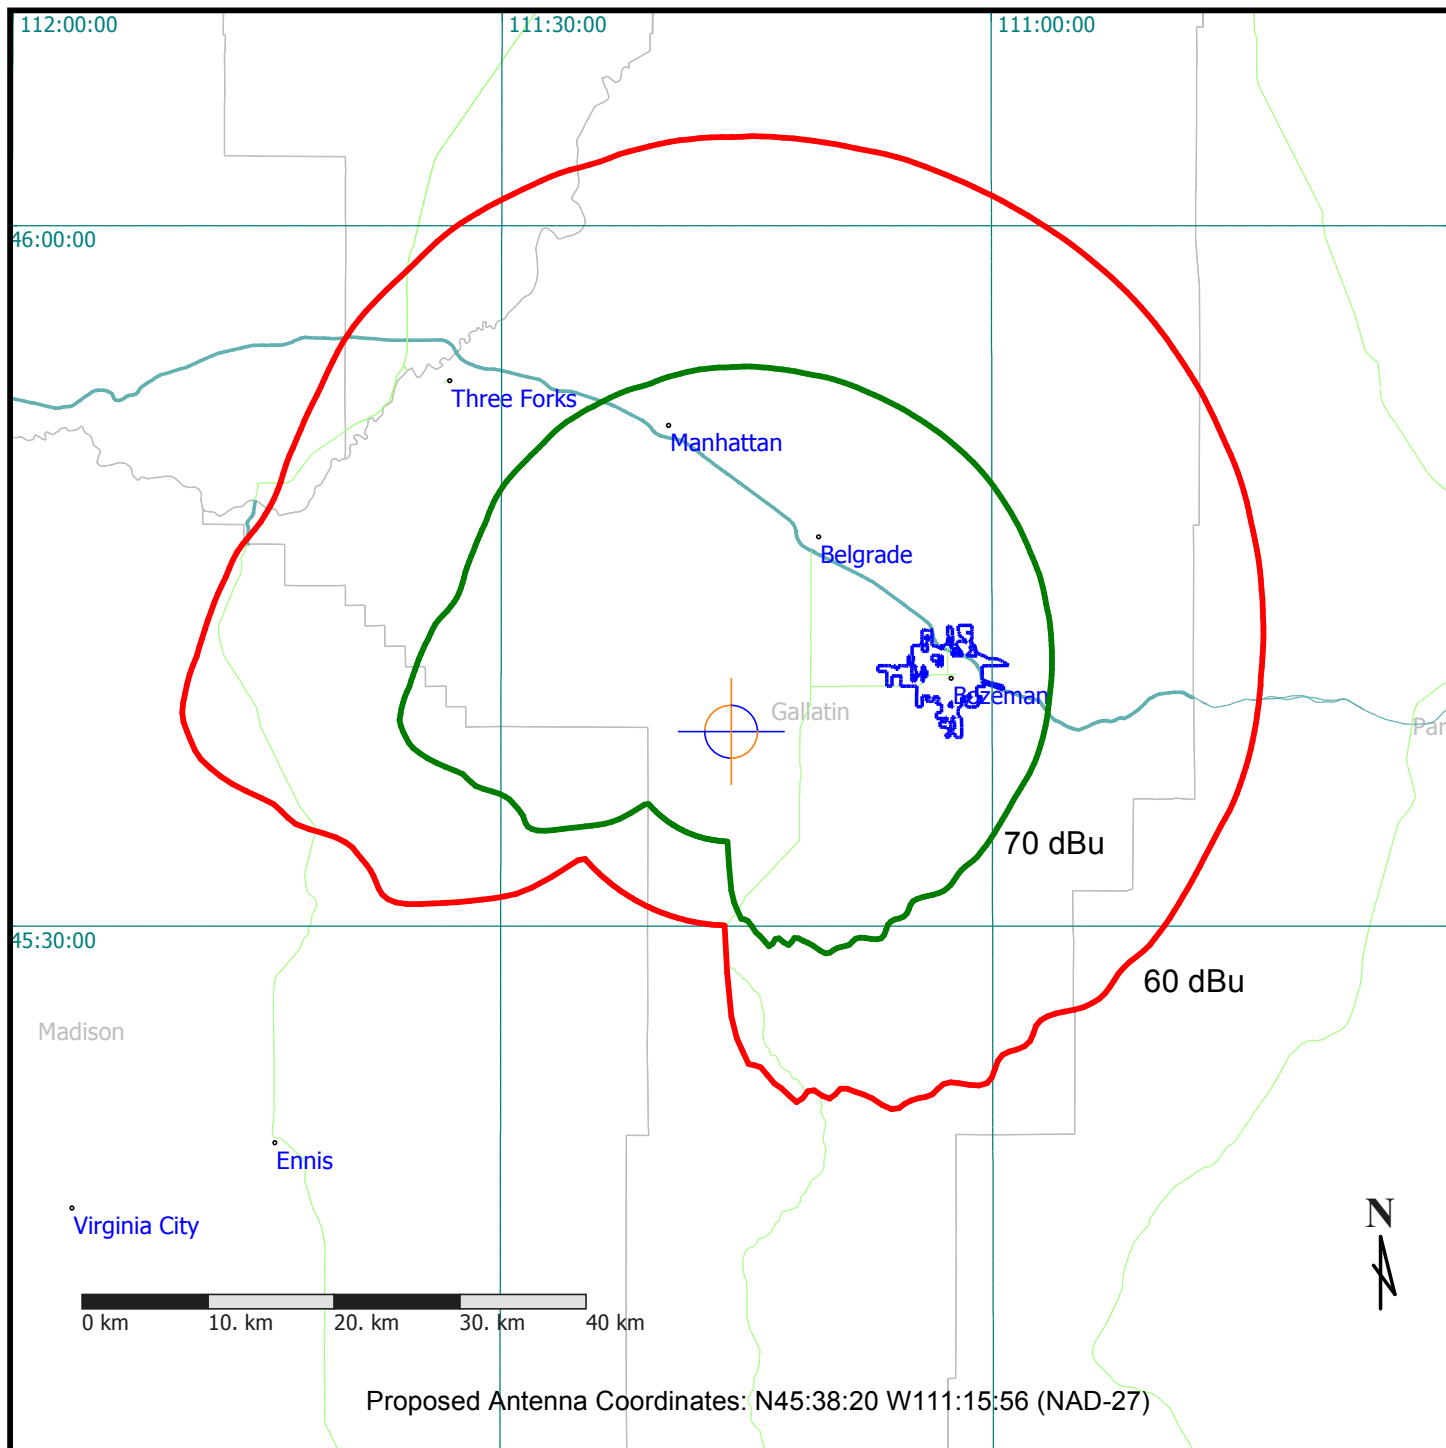 112:00:00
111:30:00
111:00:00
46:00:00
Three Forks
Manhattan
Belgrade
Bozeman
Gallatin
Par
70 dBu
45:30:00
60 dBu
Madison
Ennis
Virginia City
N
0 km 10. km 20. km 30. km 40 km
Proposed Antenna Coordinates: N45:38:20 W111:15:56 (NAD-27)